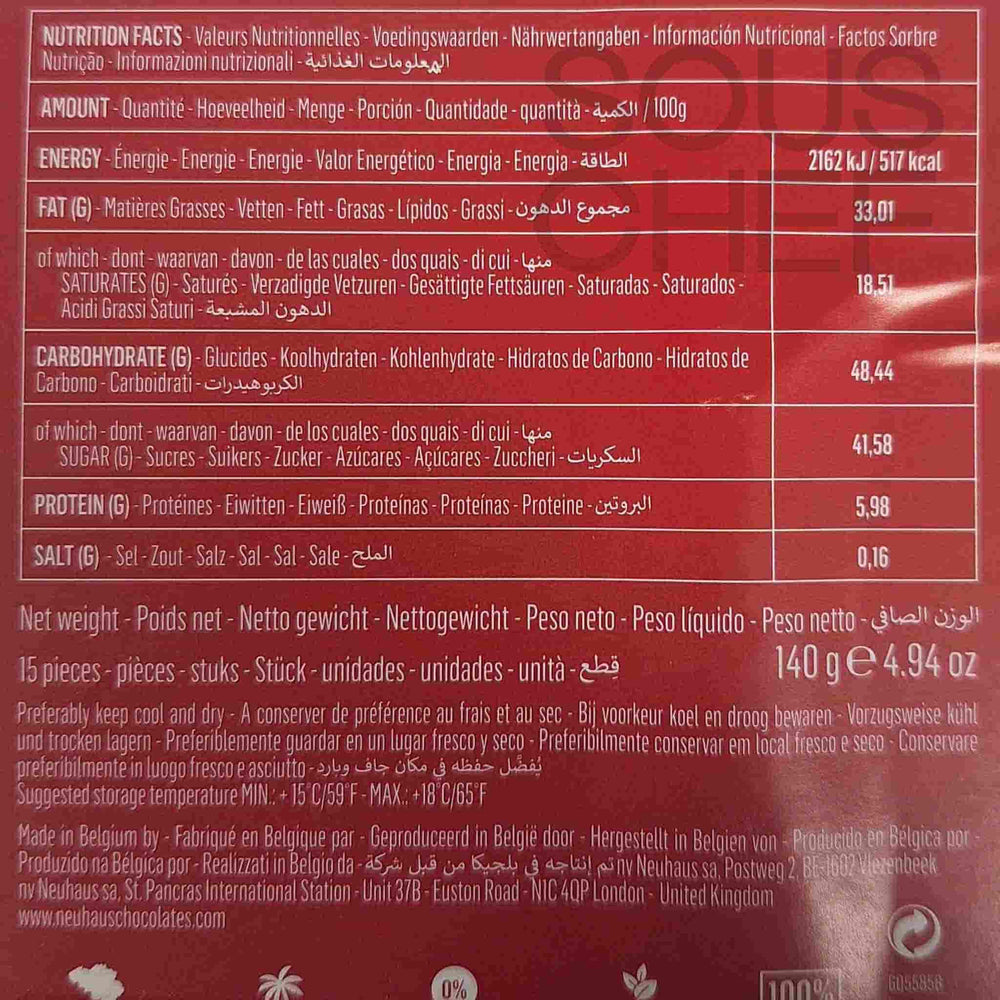 NUTRITION FACTS - Valeurs Nutritionnelles - Voedingswaarden - Nährwertangaben - Información Nutricional - Factos Sorbre
Nutrição - Informazioni nutrizionali - المعلومات الغذائية
AMOUNT - Quantité - Hoeveelheid - Menge - Porción - Quantidade - quantità - الكمية / 100g
ENERGY - Énergie - Energie - Energie - Valor Energético - Energia - Energia - الطاقة 2162 kJ / 517 kcal
FAT (G) - Matières Grasses - Vetten - Fett - Grasas - Lípidos - Grassi - مجموع الدهون 33,01
of which - dont - waarvan - davon - de las cuales - dos quais - di cui - منها
SATURATES (G) - Saturés - Verzadigde Vetzuren - Gesättigte Fettsäuren - Saturadas - Saturados - 18,51
Acidi Grassi Saturi - الدهون المشبعة
CARBOHYDRATE (G) - Glucides - Koolhydraten - Kohlenhydrate - Hidratos de Carbono - Hidratos de
Carbono - Carboidrati - الكربوهيدرات 48,44
of which - dont - waarvan - davon - de los cuales - dos quais - di cui - منها
SUGAR (G) - Sucres - Suikers - Zucker - Azúcares - Açúcares - Zuccheri - السكريات 41,58
PROTEIN (G) - Protéines - Eiwitten - Eiweiß - Proteínas - Proteínas - Proteine - البروتين 5,98
SALT (G) - Sel - Zout - Salz - Sal - Sal - Sale - الملح 0,16
SOUS
CHEF
Net weight - Poids net - Netto gewicht - Nettogewicht - Peso neto - Peso líquido - Peso netto - الوزن الصافي
15 pieces - pièces - stuks - Stück - unidades - unidades - unità - قطع 140 g e 4.94 oz
Preferably keep cool and dry - A conserver de préférence au frais et au sec - Bij voorkeur koel en droog bewaren - Vorzugsweise kühl
und trocken lagern - Preferiblemente guardar en un lugar fresco y seco - Preferibilmente conservar em local fresco e seco - Conservare
preferibilmente in luogo fresco e asciutto - يُفضَّل حفظه في مكان جاف وبارد
Suggested storage temperature MIN.: +15°C/59°F - MAX.: +18°C/65°F
Made in Belgium by - Fabriqué en Belgique par - Geproduceerd in België door - Hergestellt in Belgien von - Producido en Bélgica por -
Produzido na Bélgica por - Realizzati in Belgio da - تم إنتاجه في بلجيكا من قبل شركة nv Neuhaus sa, Postweg 2, BE-1602 Vlezenbeek
nv Neuhaus sa, St. Pancras International Station - Unit 37B - Euston Road - N1C 4QP London - United Kingdom
www.neuhauschocolates.com
0%
100%
GO55858